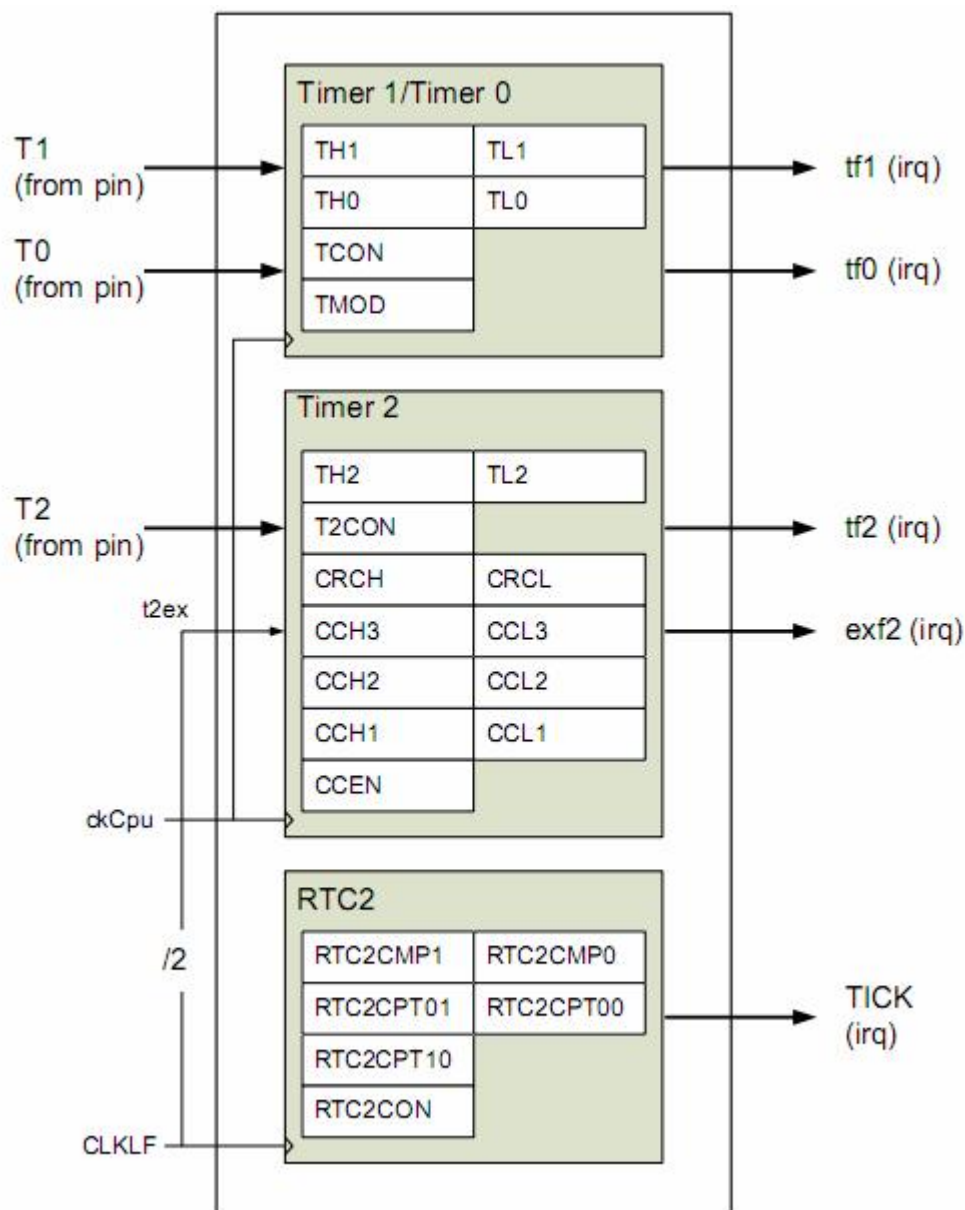 Timer 1/Timer 0
T1
(from pin)
TH1 TL1
tf1 (irq)
TH0 TL0
T0
(from pin)
TCON
tf0 (irq)
TMOD
Timer 2
TH2 TL2
T2
(from pin)
T2CON
tf2 (irq)
CRCH CRCL
t2ex
CCH3 CCL3
exf2 (irq)
CCH2 CCL2
CCH1 CCL1
CCEN
ckCpu
RTC2
/2
RTC2CMP1 RTC2CMP0
RTC2CPT01 RTC2CPT00
TICK
(irq)
RTC2CPT10
RTC2CON
CLKLF